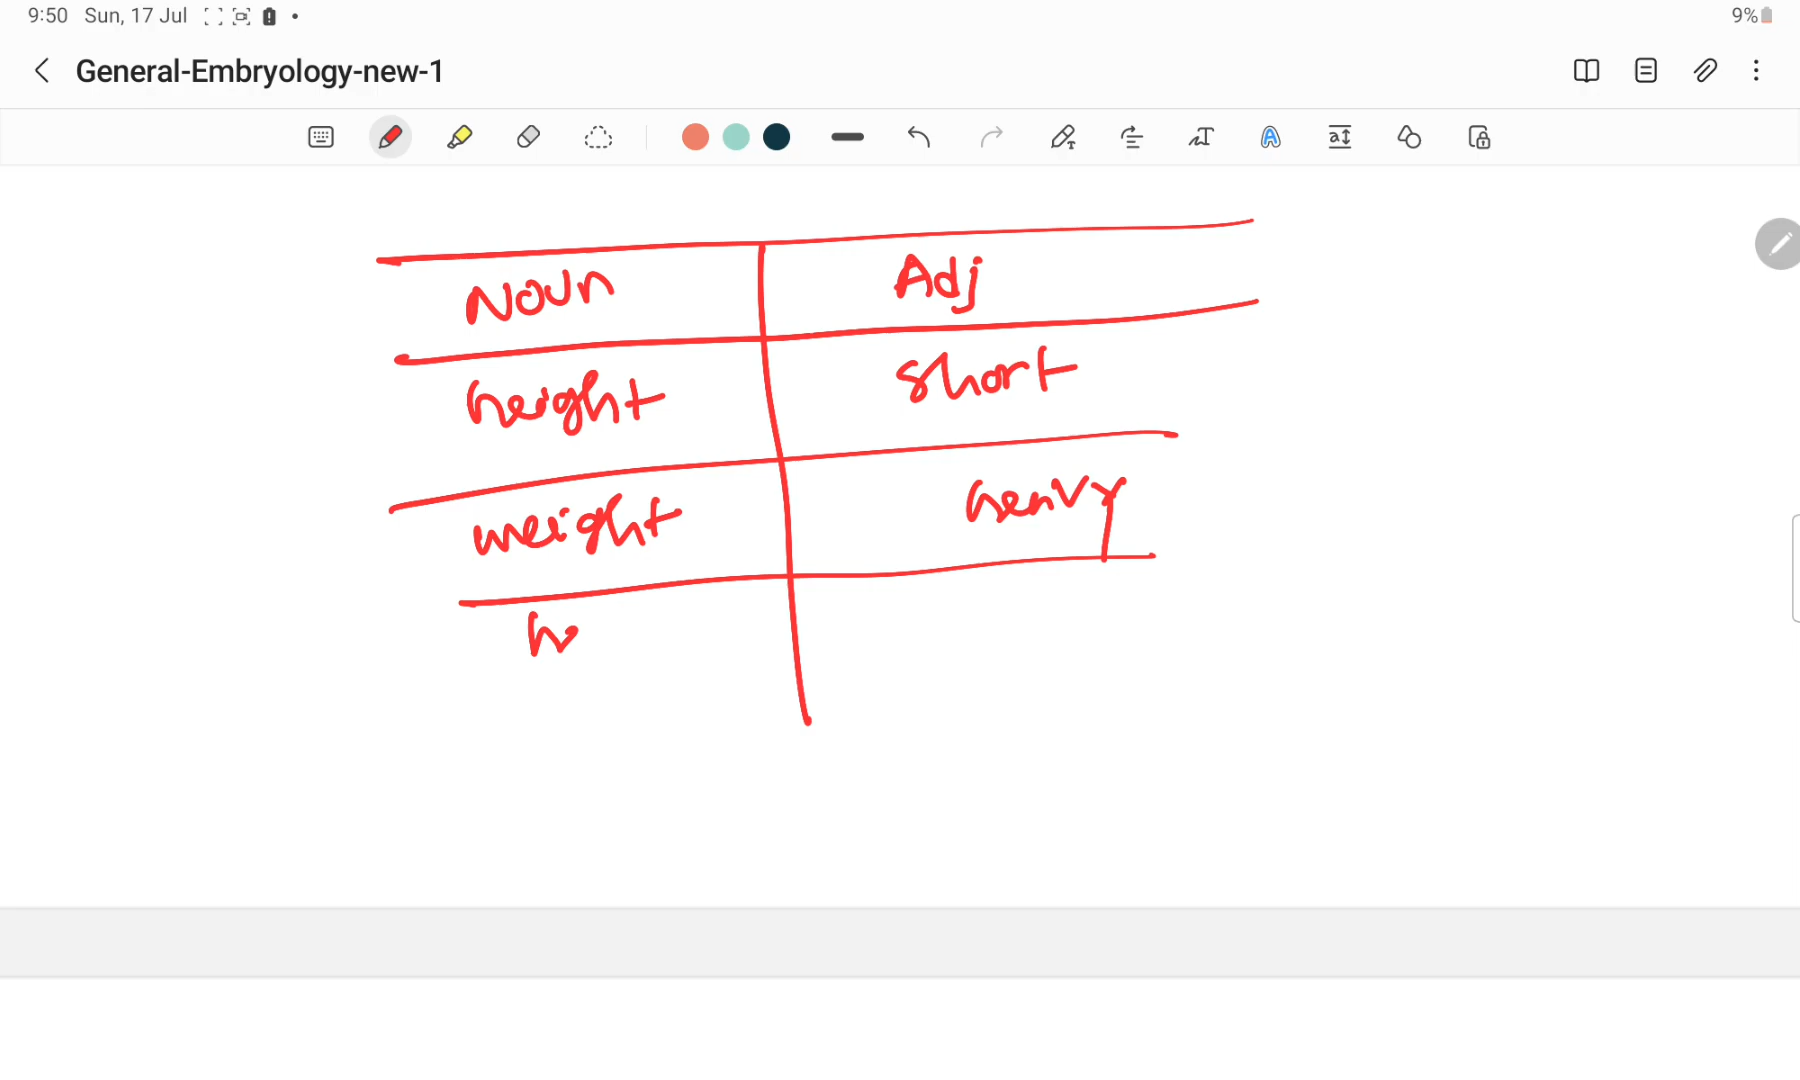 9:50 Sun, 17 Jul 9%
General-Embryology-new-1
Noun Adj
height short
weight heavy